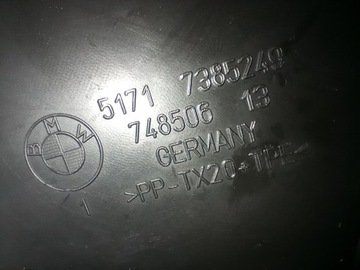 5171 7385249
748506 13
GERMANY
BMW
1 >PP-TX20+TPE<